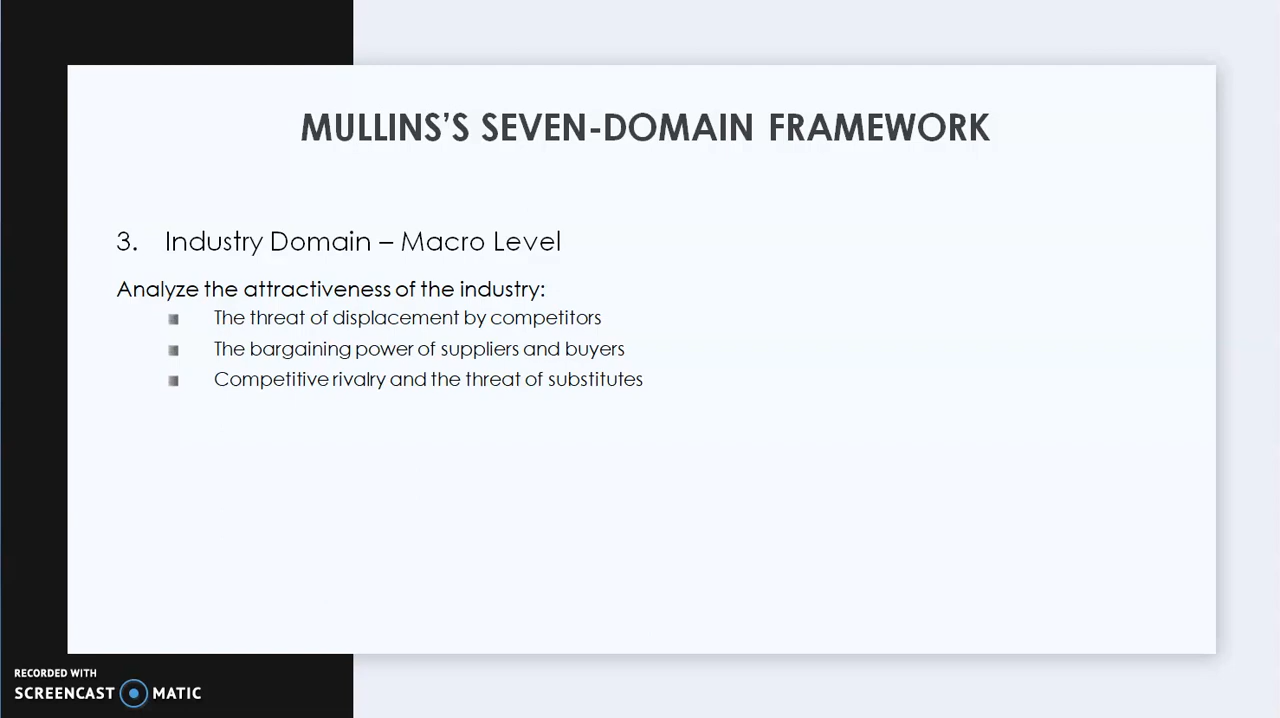 MULLINS’S SEVEN-DOMAIN FRAMEWORK
3. Industry Domain – Macro Level
Analyze the attractiveness of the industry:
■ The threat of displacement by competitors
■ The bargaining power of suppliers and buyers
■ Competitive rivalry and the threat of substitutes
RECORDED WITH
SCREENCAST MATIC